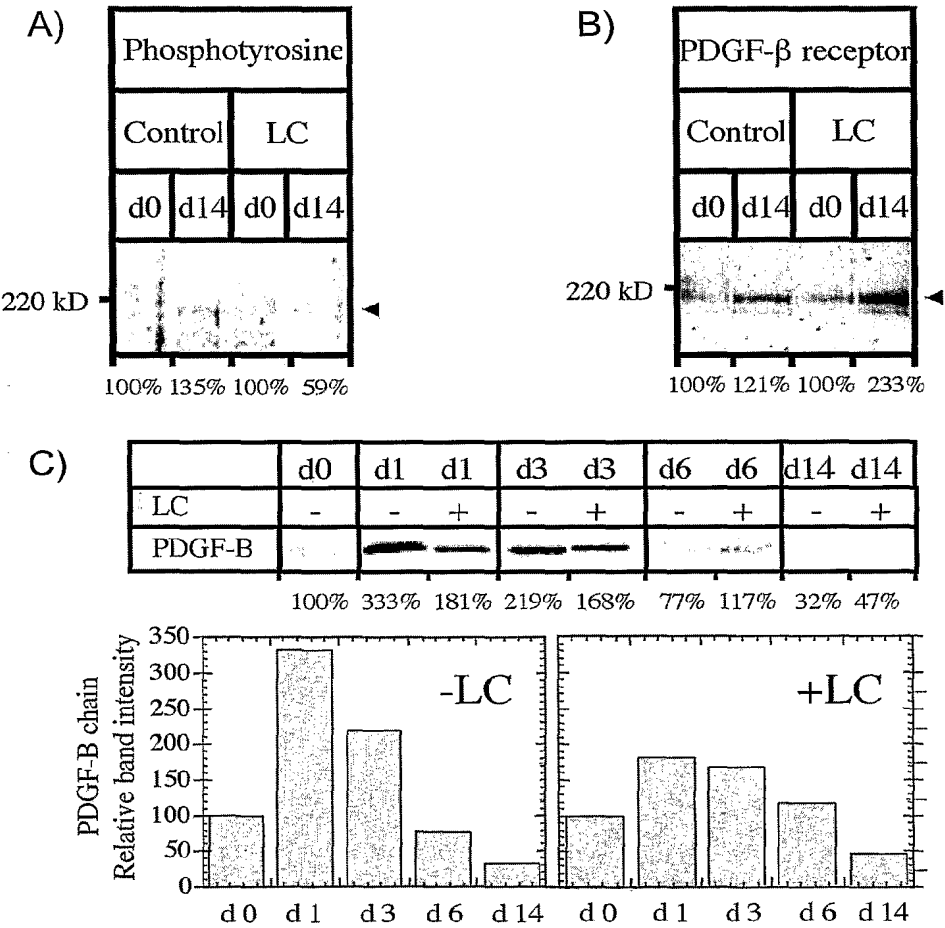 A)
Phosphotyrosine
Control LC
d0 d14 d0 d14
220 kD
100% 135% 100% 59%
B)
PDGF-β receptor
Control LC
d0 d14 d0 d14
220 kD
100% 121% 100% 233%
C)
d0 d1 d1 d3 d3 d6 d6 d14 d14
LC - - + - + - + - +
PDGF-B
100% 333% 181% 219% 168% 77% 117% 32% 47%
PDGF-B chain
Relative band intensity
350
300
250
200
150
100
50
0
-LC
+LC
d 0 d 1 d 3 d 6 d 14
d 0 d 1 d 3 d 6 d 14